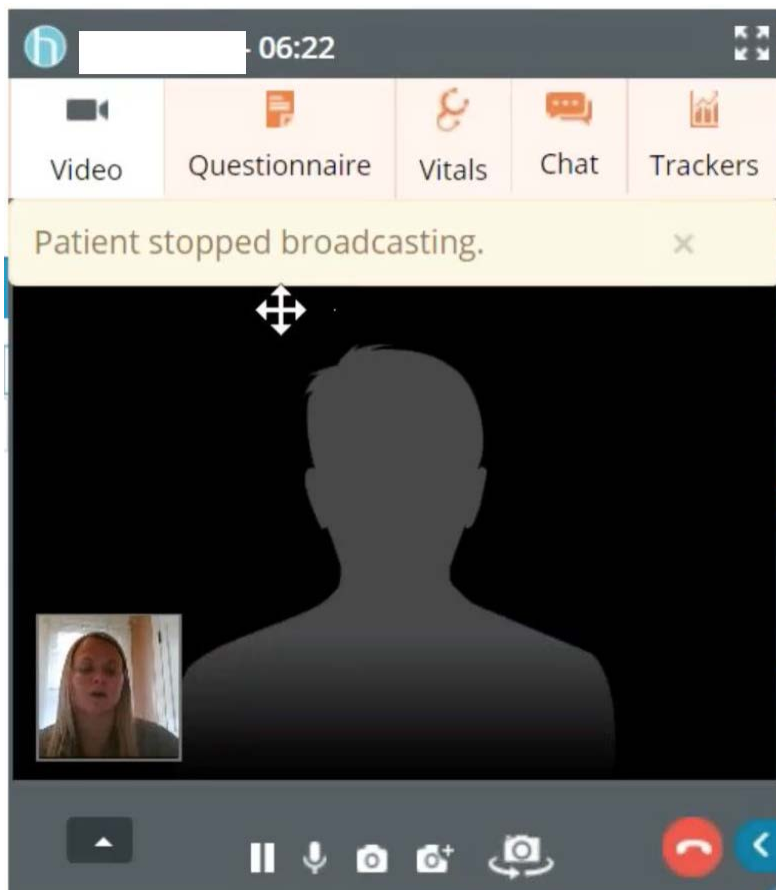 h - 06:22
Video Questionnaire Vitals Chat Trackers
Patient stopped broadcasting. ×